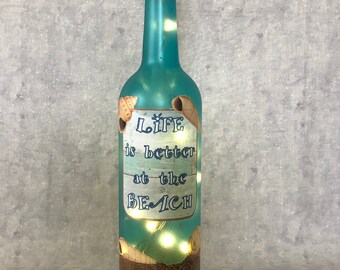 LiFE
is better
at the
BEACH